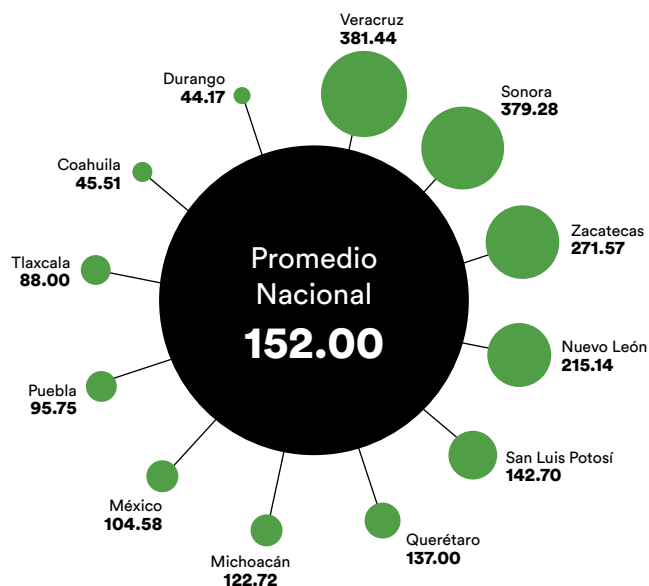 Veracruz
381.44
Sonora
379.28
Zacatecas
271.57
Nuevo León
215.14
San Luis Potosí
142.70
Querétaro
137.00
Michoacán
122.72
México
104.58
Puebla
95.75
Tlaxcala
88.00
Coahuila
45.51
Durango
44.17
Promedio
Nacional
152.00